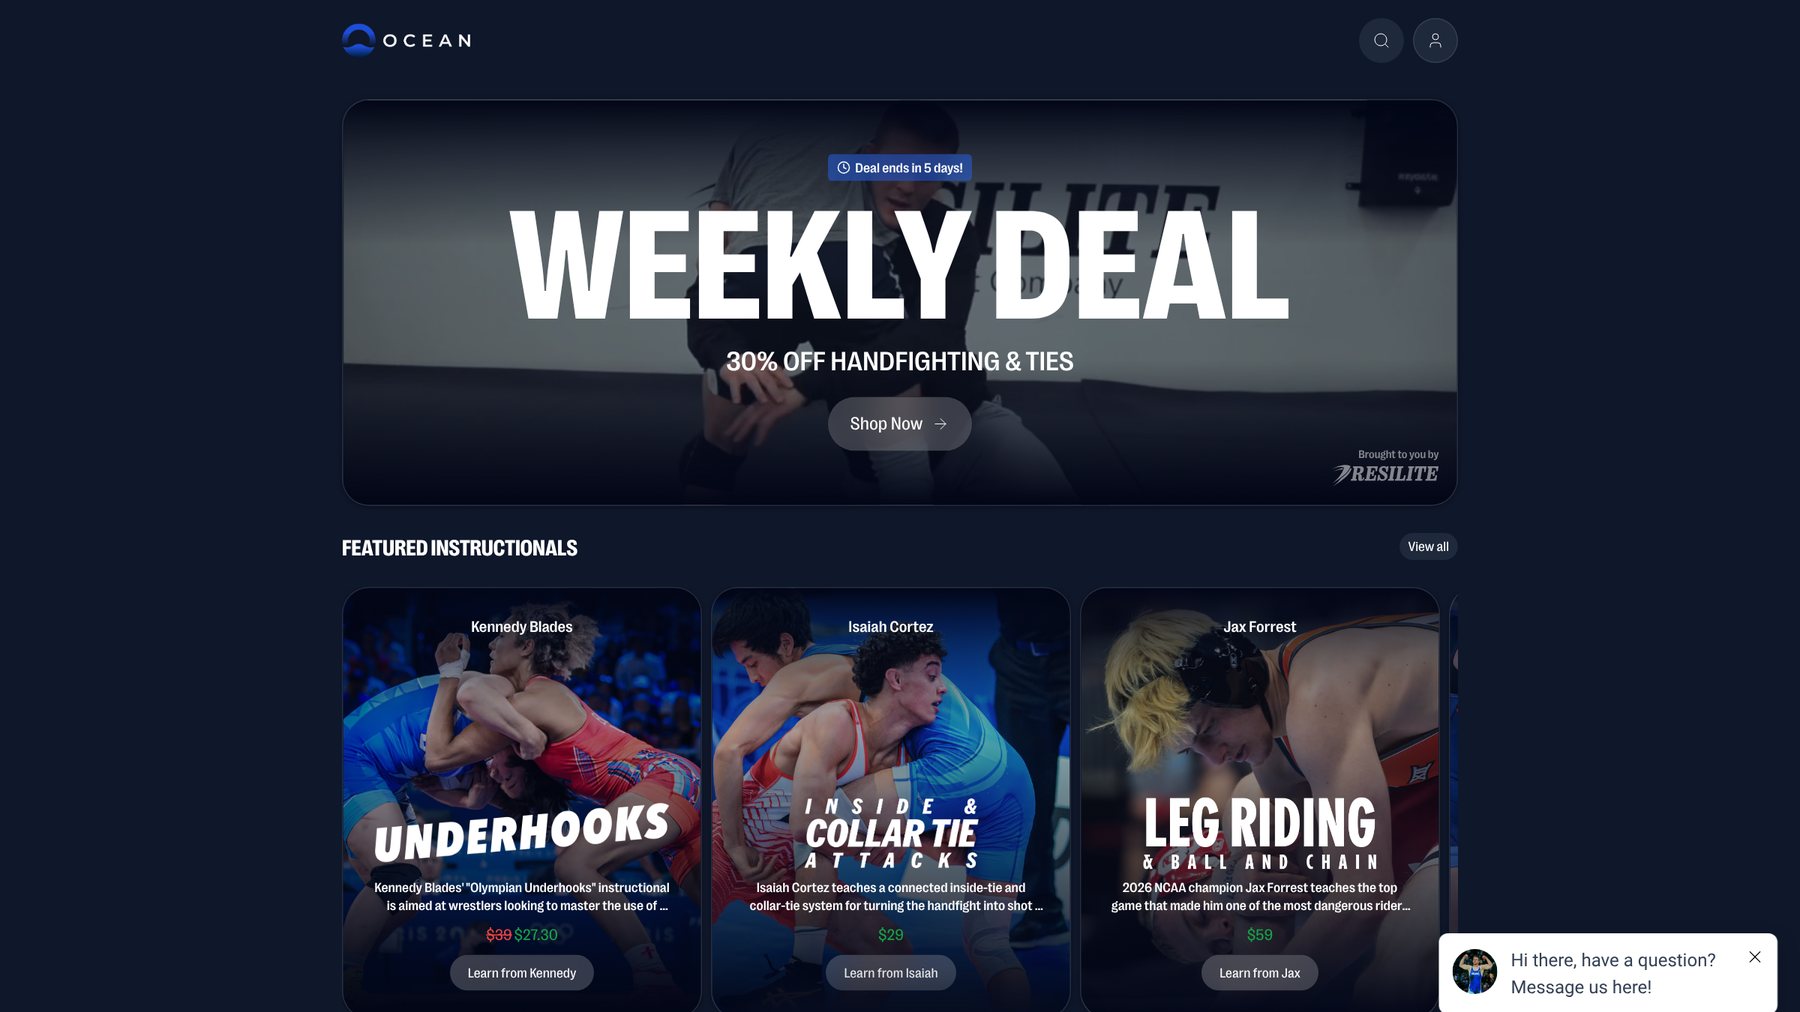 OCEAN
Deal ends in 5 days!
WEEKLY DEAL
30% OFF HANDFIGHTING & TIES
Shop Now
Brought to you by
RESILITE
FEATURED INSTRUCTIONALS
View all
Kennedy Blades
UNDERHOOKS
Kennedy Blades' "Olympian Underhooks" instructional
is aimed at wrestlers looking to master the use of ...
$39 $27.30
Learn from Kennedy
Isaiah Cortez
INSIDE &
COLLAR TIE
ATTACKS
Isaiah Cortez teaches a connected inside-tie and
collar-tie system for turning the handfight into shot ...
$29
Learn from Isaiah
Jax Forrest
LEG RIDING
& BALL AND CHAIN
2026 NCAA champion Jax Forrest teaches the top
game that made him one of the most dangerous rider...
$59
Learn from Jax
Hi there, have a question?
Message us here!